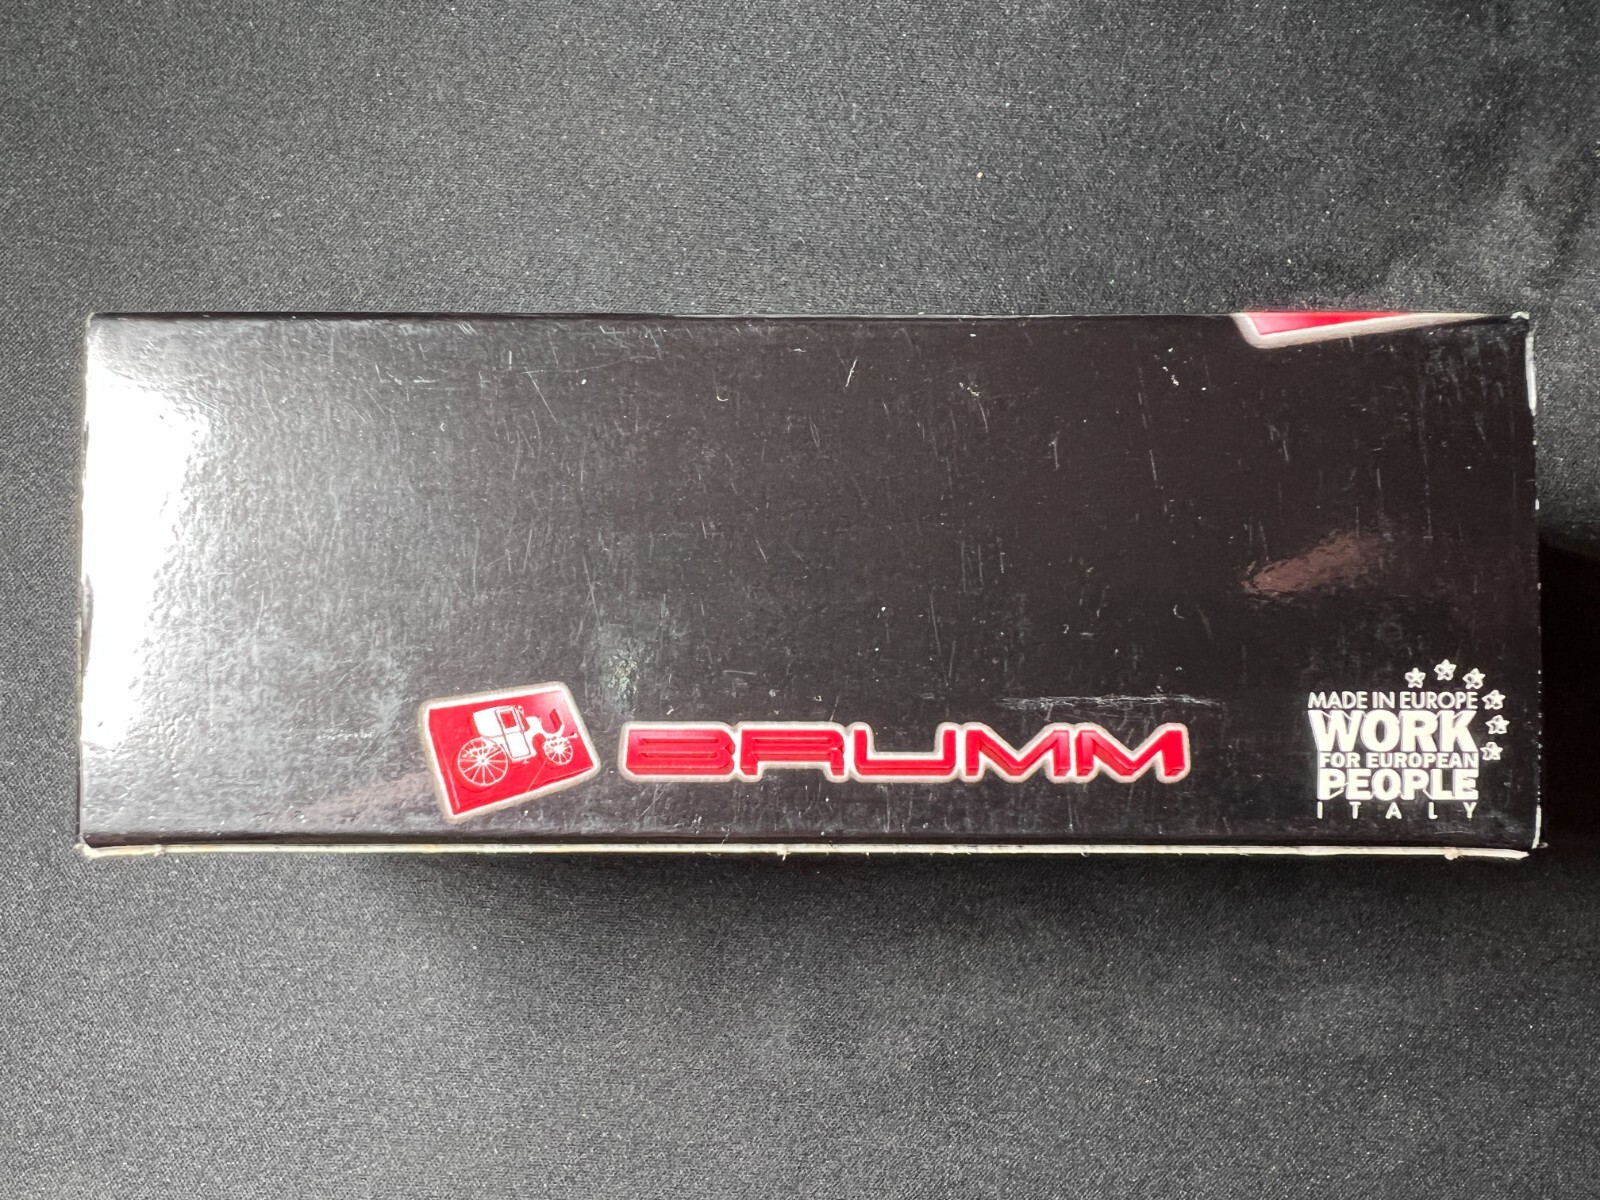 BRUMM
MADE IN EUROPE
WORK
FOR EUROPEAN
PEOPLE
ITALY